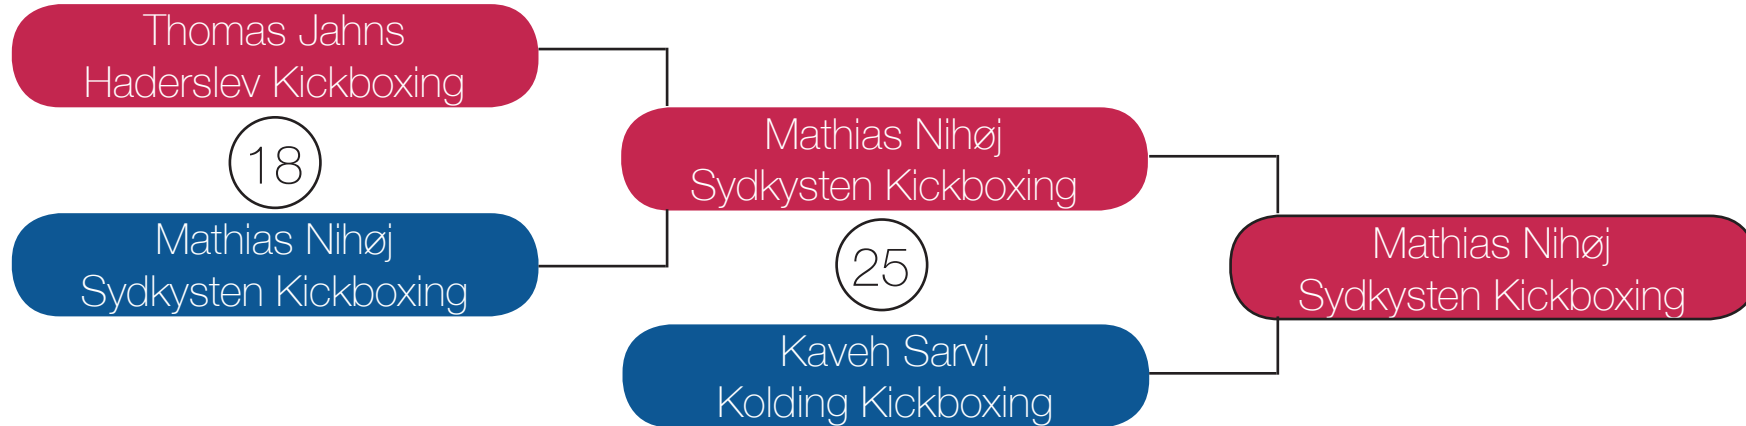 Thomas Jahns
Haderslev Kickboxing
18
Mathias Nihøj
Sydkysten Kickboxing
Mathias Nihøj
Sydkysten Kickboxing
25
Kaveh Sarvi
Kolding Kickboxing
Mathias Nihøj
Sydkysten Kickboxing